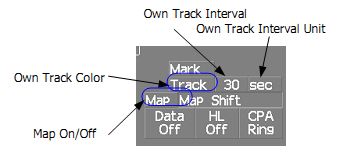 Own Track Interval
Own Track Interval Unit
Mark
Own Track Color
Track 30 sec
Map Map Shift
Map On/Off
Data HL CPA
Off Off Ring